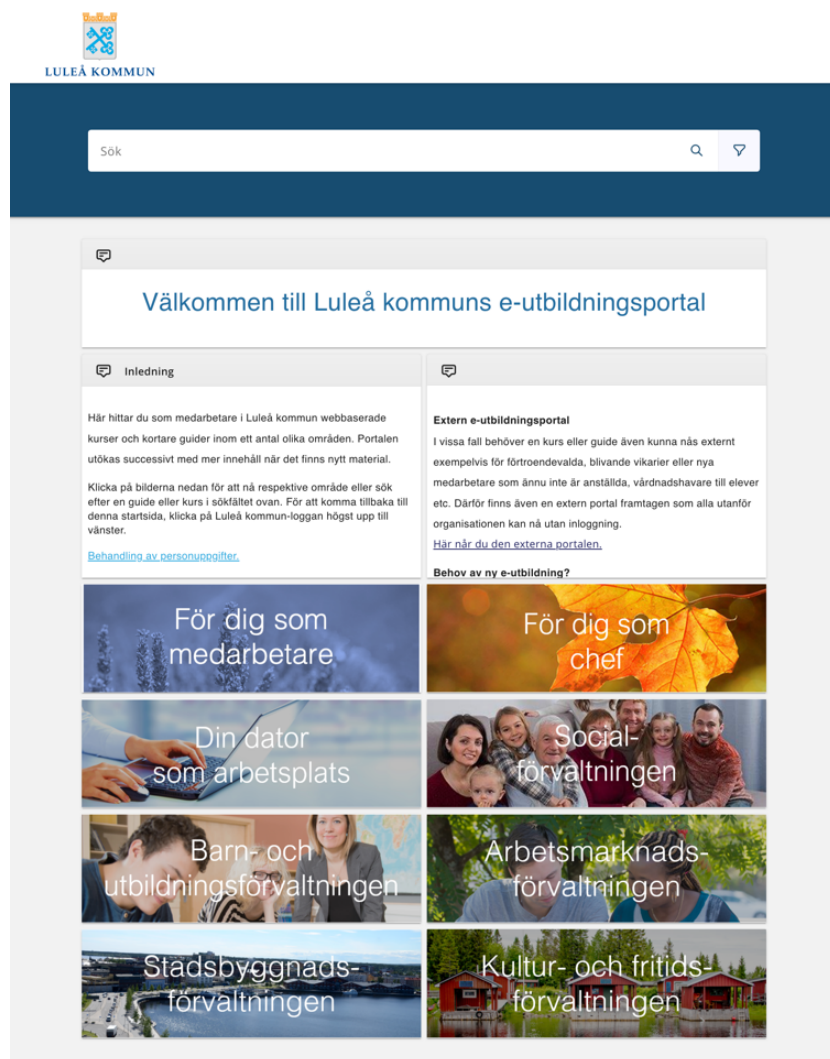 LULEÅ KOMMUN
Sök
Välkommen till Luleå kommuns e-utbildningsportal
Inledning
Här hittar du som medarbetare i Luleå kommun webbaserade
kurser och kortare guider inom ett antal olika områden. Portalen
utökas successivt med mer innehåll när det finns nytt material.
Klicka på bilderna nedan för att nå respektive område eller sök
efter en guide eller kurs i sökfältet ovan. För att komma tillbaka till
denna startsida, klicka på Luleå kommun-loggan högst upp till
vänster.
Behandling av personuppgifter.
Extern e-utbildningsportal
I vissa fall behöver en kurs eller guide även kunna nås externt
exempelvis för förtroendevalda, blivande vikarier eller nya
medarbetare som ännu inte är anställda, vårdnadshavare till elever
etc. Därför finns även en extern portal framtagen som alla utanför
organisationen kan nå utan inloggning.
Här når du den externa portalen.
Behov av ny e-utbildning?
För dig som
medarbetare
För dig som
chef
Din dator
som arbetsplats
Social-
förvaltningen
Barn- och
utbildningsförvaltningen
Arbetsmarknads-
förvaltningen
Stadsbyggnads-
förvaltningen
Kultur- och fritids-
förvaltningen